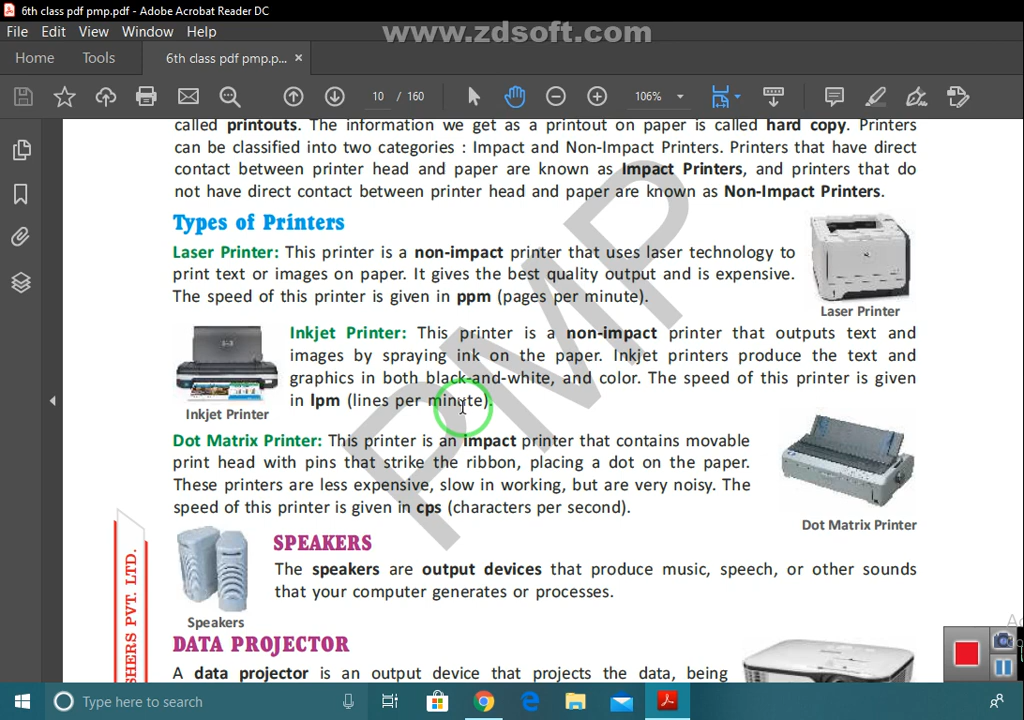 6th class pdf pmp.pdf - Adobe Acrobat Reader DC
File Edit View Window Help
www.zdsoft.com
Home Tools 6th class pdf pmp.p... ×
10 / 160 106%
called printouts. The information we get as a printout on paper is called hard copy. Printers
can be classified into two categories : Impact and Non-Impact Printers. Printers that have direct
contact between printer head and paper are known as Impact Printers, and printers that do
not have direct contact between printer head and paper are known as Non-Impact Printers.
Types of Printers
Laser Printer: This printer is a non-impact printer that uses laser technology to
print text or images on paper. It gives the best quality output and is expensive.
The speed of this printer is given in ppm (pages per minute).
Laser Printer
Inkjet Printer: This printer is a non-impact printer that outputs text and
images by spraying ink on the paper. Inkjet printers produce the text and
graphics in both black-and-white, and color. The speed of this printer is given
in lpm (lines per minute).
Inkjet Printer
Dot Matrix Printer: This printer is an impact printer that contains movable
print head with pins that strike the ribbon, placing a dot on the paper.
These printers are less expensive, slow in working, but are very noisy. The
speed of this printer is given in cps (characters per second).
Dot Matrix Printer
PMP
SPEAKERS
The speakers are output devices that produce music, speech, or other sounds
that your computer generates or processes.
Speakers
SHERS PVT. LTD.
DATA PROJECTOR
A data projector is an output device that projects the data, being
Type here to search